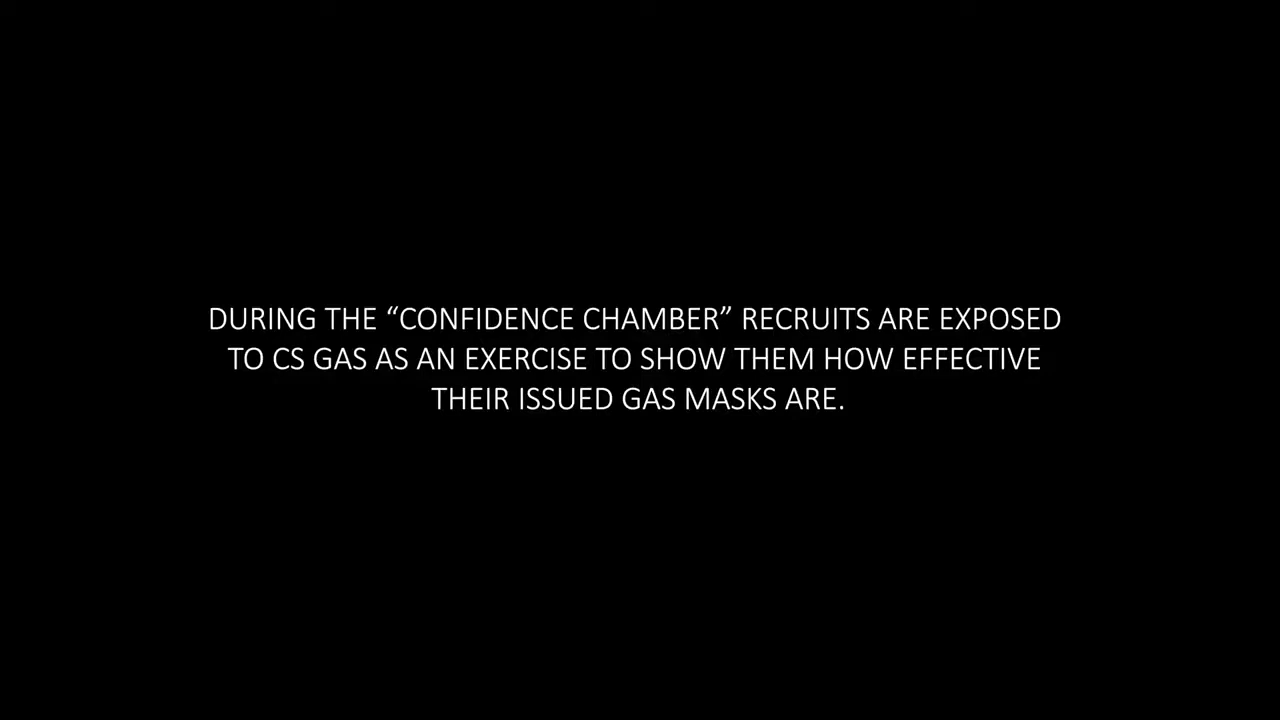 DURING THE “CONFIDENCE CHAMBER” RECRUITS ARE EXPOSED
TO CS GAS AS AN EXERCISE TO SHOW THEM HOW EFFECTIVE
THEIR ISSUED GAS MASKS ARE.